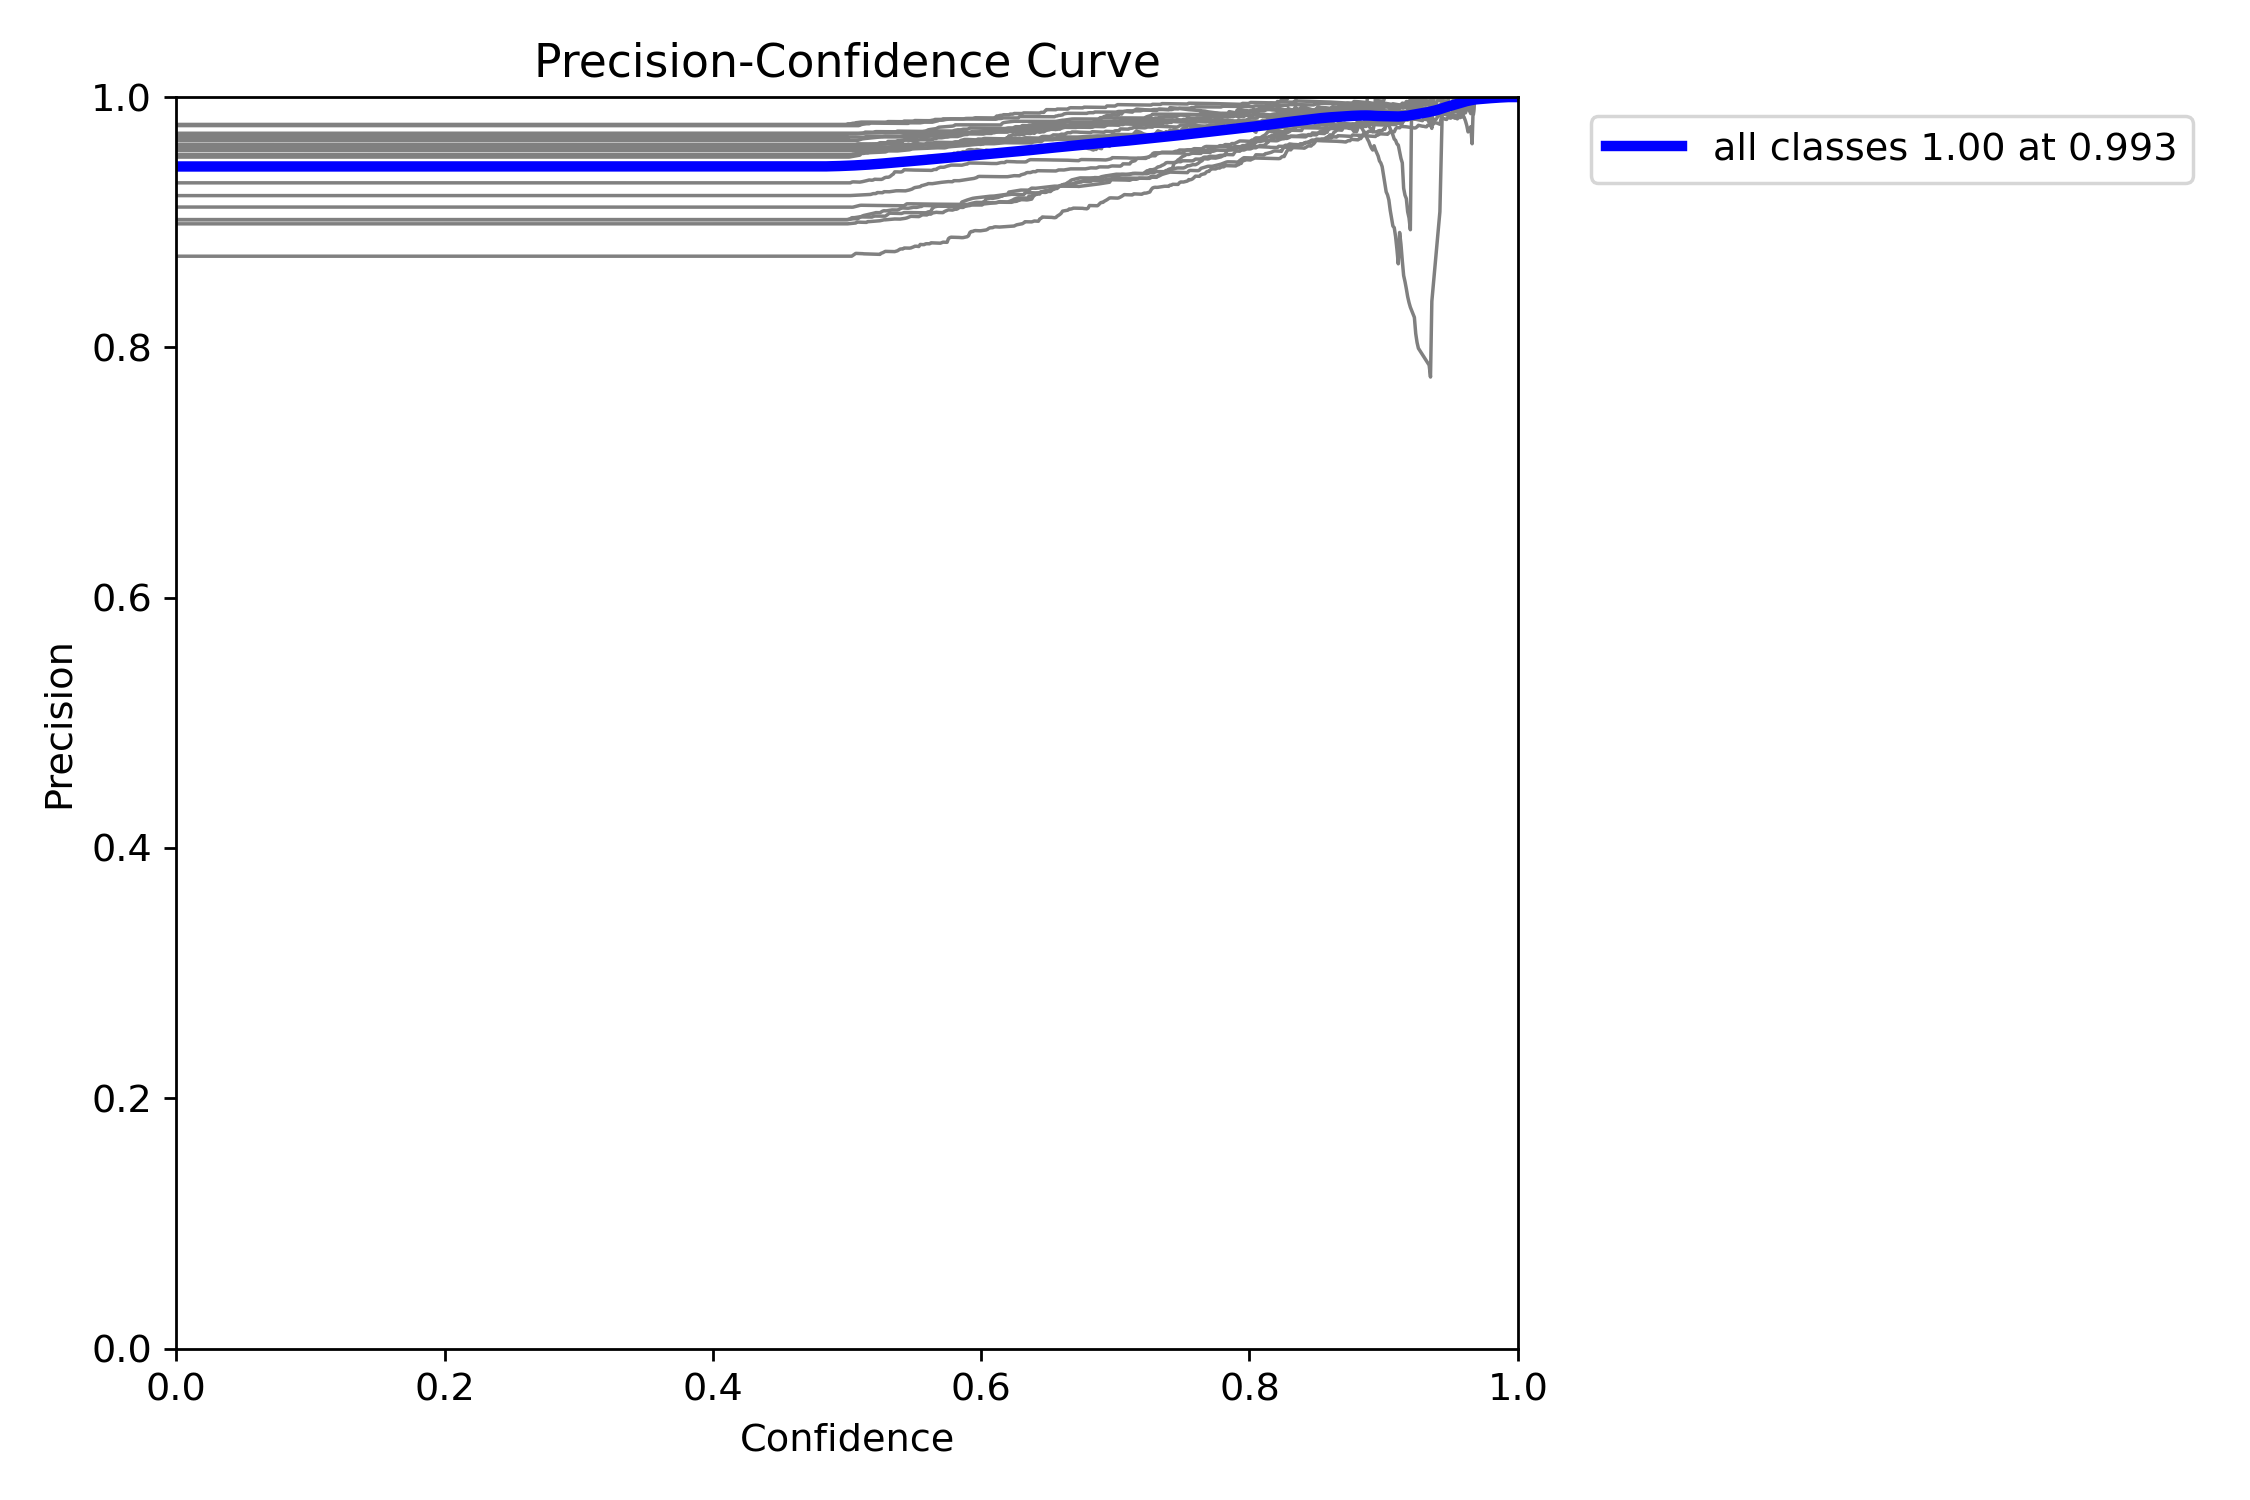 Precision-Confidence Curve
1.0
0.8
0.6
0.4
0.2
0.0
Precision
0.0 0.2 0.4 0.6 0.8 1.0
Confidence
all classes 1.00 at 0.993